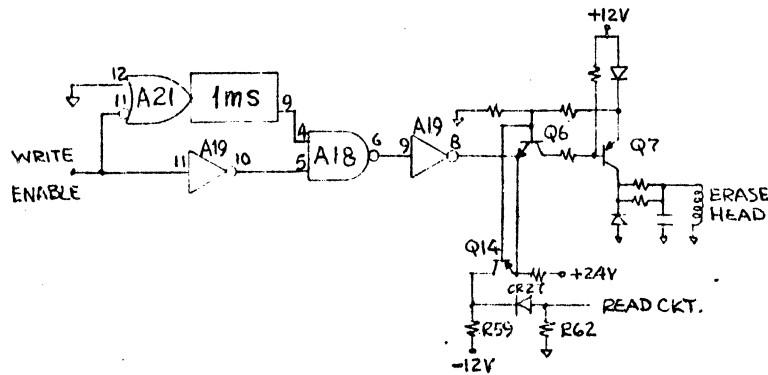 +12V
12
11
A21
1ms
9
A19
11
10
4
5
A18
6
9
A19
8
Q6
Q7
WRITE
ENABLE
ERASE
HEAD
Q14
+24V
CR27
READ CKT.
R59
R62
-12V